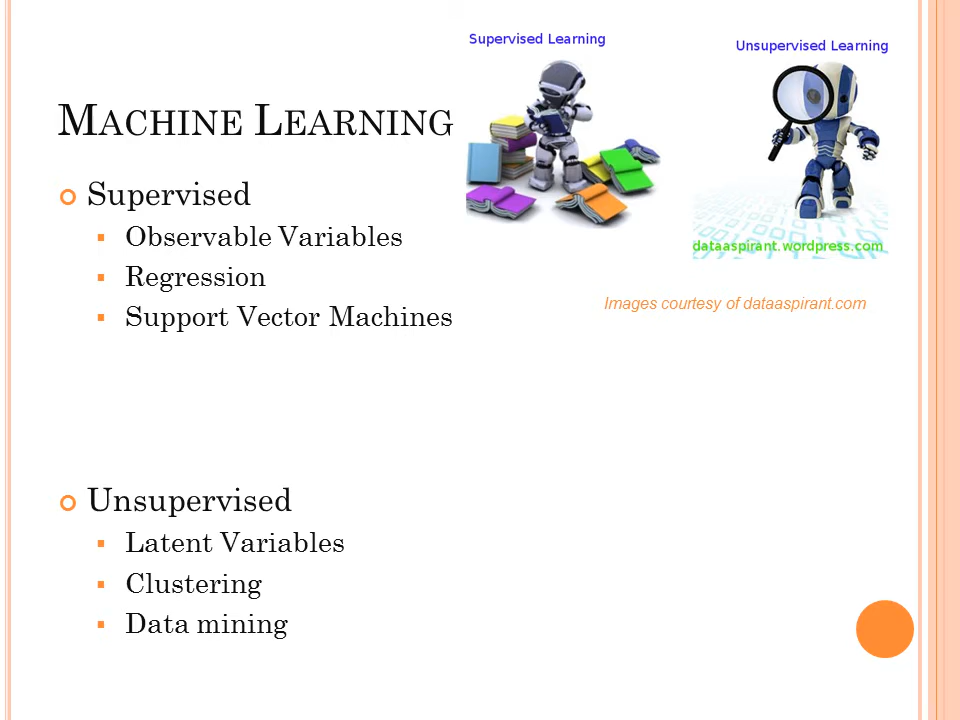 Supervised Learning
Unsupervised Learning
MACHINE LEARNING
Supervised
Observable Variables
Regression
Support Vector Machines
dataaspirant.wordpress.com
Images courtesy of dataaspirant.com
Unsupervised
Latent Variables
Clustering
Data mining